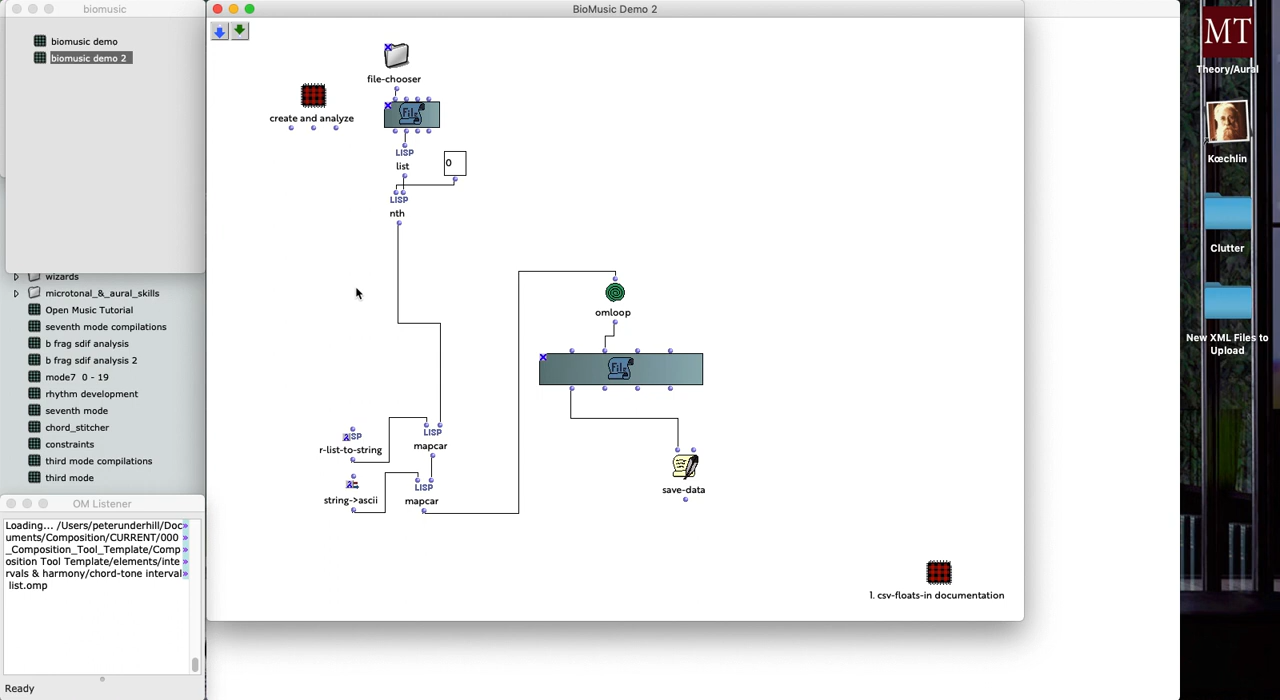 biomusic
biomusic demo
biomusic demo 2
wizards
microtonal_&_aural_skills
Open Music Tutorial
seventh mode compilations
b frag sdif analysis
b frag sdif analysis 2
mode7 0 - 19
rhythm development
seventh mode
chord_stitcher
constraints
third mode compilations
third mode
OM Listener
Loading... /Users/peterunderhill/Doc»
uments/Composition/CURRENT/000 »
_Composition_Tool_Template/Comp»
osition Tool Template/elements/inte»
rvals & harmony/chord-tone interval»
list.omp
Ready
BioMusic Demo 2
file-chooser
create and analyze
File
LISP
list
0
LISP
nth
omloop
File
LISP
mapcar
r-list-to-string
LISP
mapcar
string->ascii
save-data
1. csv-floats-in documentation
MT
Theory/Aural
Kœchlin
Clutter
New XML Files to
Upload